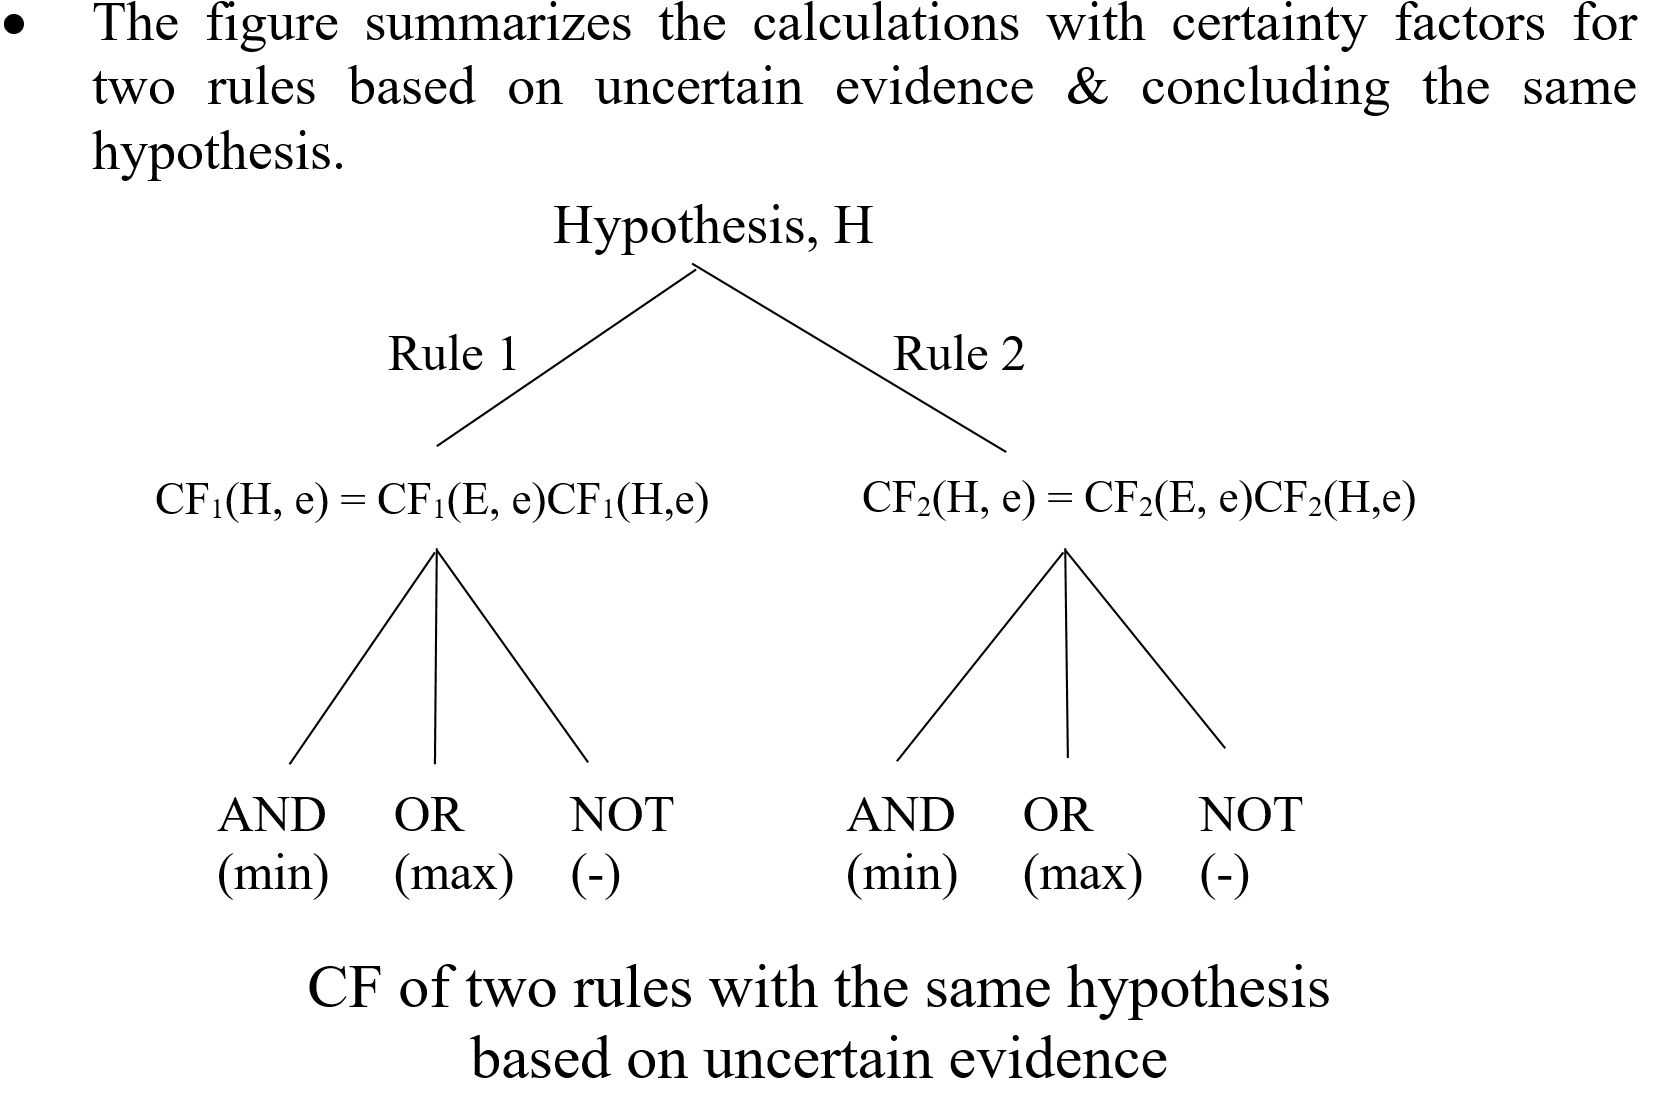 • The figure summarizes the calculations with certainty factors for
two rules based on uncertain evidence & concluding the same
hypothesis.
Hypothesis, H
Rule 1 Rule 2
CF₁(H, e) = CF₁(E, e)CF₁(H,e) CF₂(H, e) = CF₂(E, e)CF₂(H,e)
AND OR NOT AND OR NOT
(min) (max) (-) (min) (max) (-)
CF of two rules with the same hypothesis
based on uncertain evidence